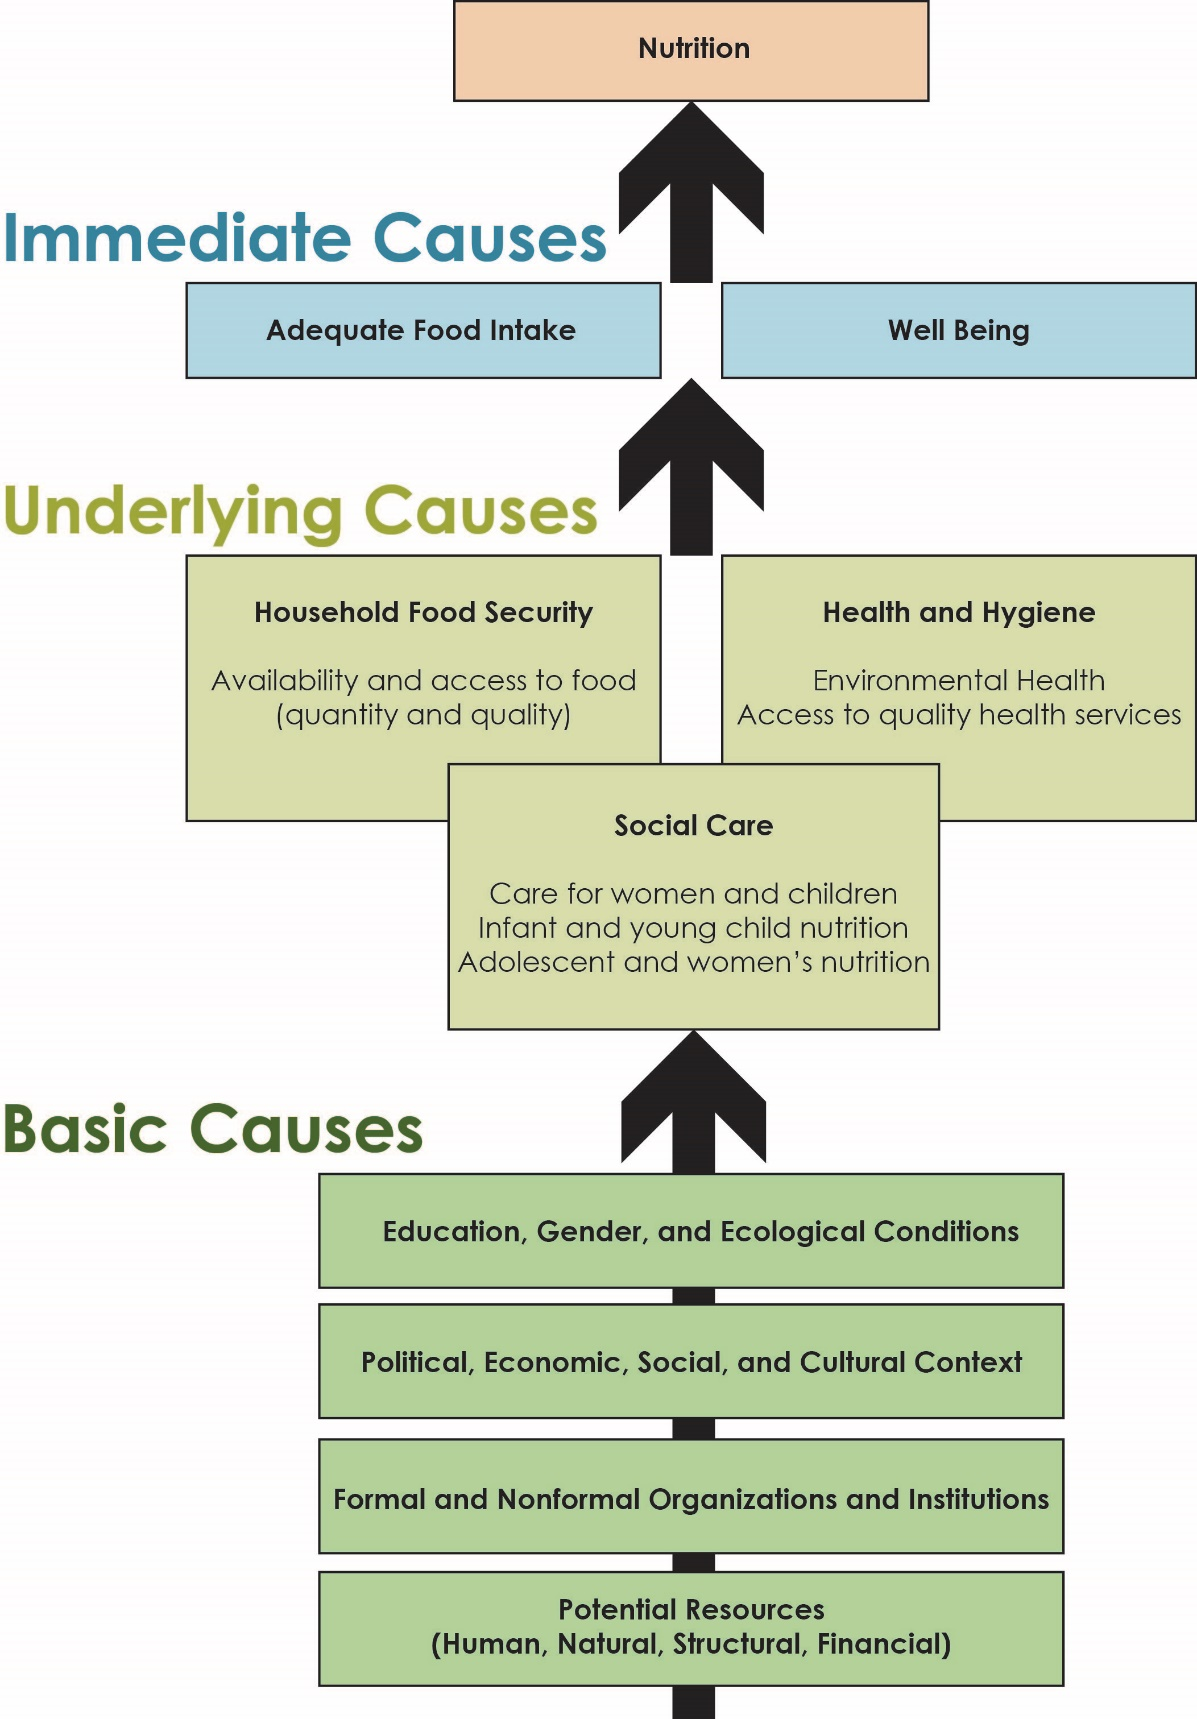 Nutrition
Immediate Causes
Adequate Food Intake
Well Being
Underlying Causes
Household Food Security
Availability and access to food
(quantity and quality)
Health and Hygiene
Environmental Health
Access to quality health services
Social Care
Care for women and children
Infant and young child nutrition
Adolescent and women’s nutrition
Basic Causes
Education, Gender, and Ecological Conditions
Political, Economic, Social, and Cultural Context
Formal and Nonformal Organizations and Institutions
Potential Resources
(Human, Natural, Structural, Financial)